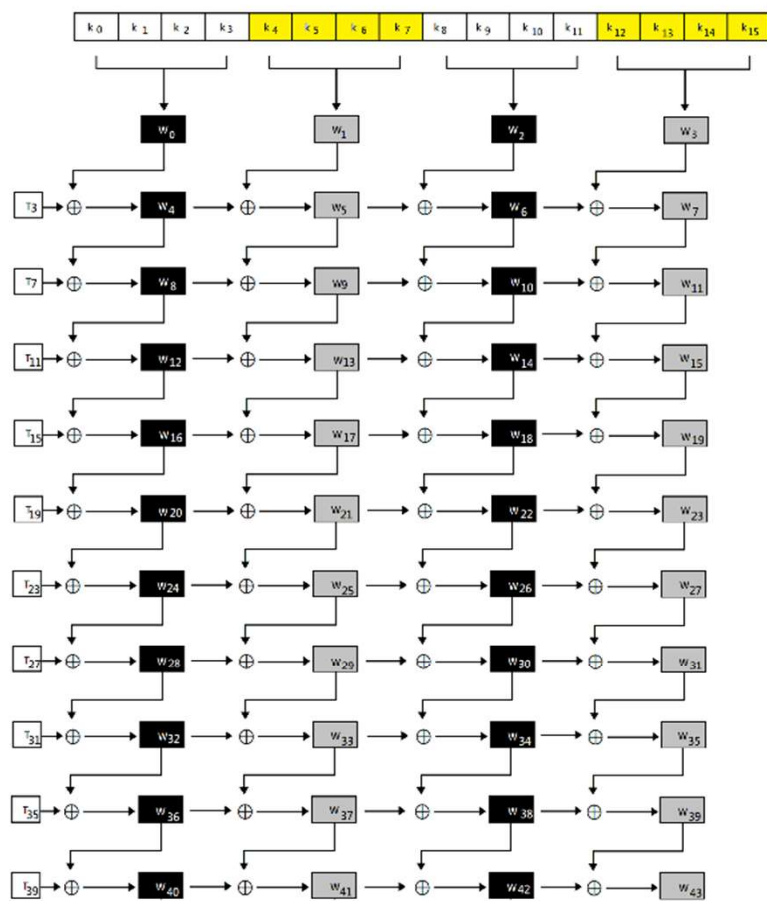 k0 k1 k2 k3 k4 k5 k6 k7 k8 k9 k10 k11 k12 k13 k14 k15
W0 W1 W2 W3
T3 W4 W5 W6 W7
T7 W8 W9 W10 W11
T11 W12 W13 W14 W15
T15 W16 W17 W18 W19
T19 W20 W21 W22 W23
T23 W24 W25 W26 W27
T27 W28 W29 W30 W31
T31 W32 W33 W34 W35
T35 W36 W37 W38 W39
T39 W40 W41 W42 W43